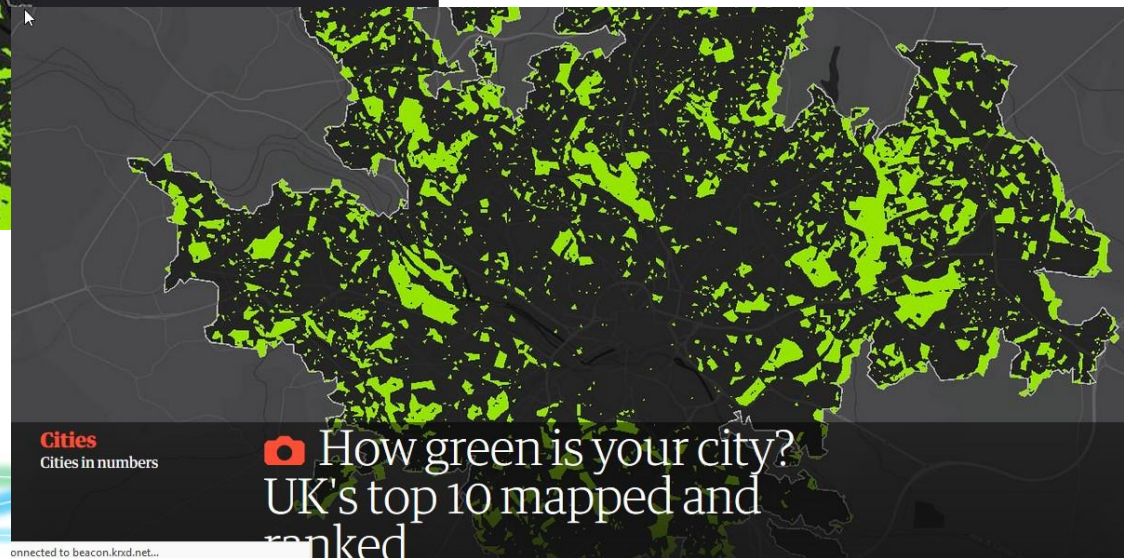 Cities
Cities in numbers
How green is your city?
UK's top 10 mapped and
ranked
onnected to beacon.krxd.net...